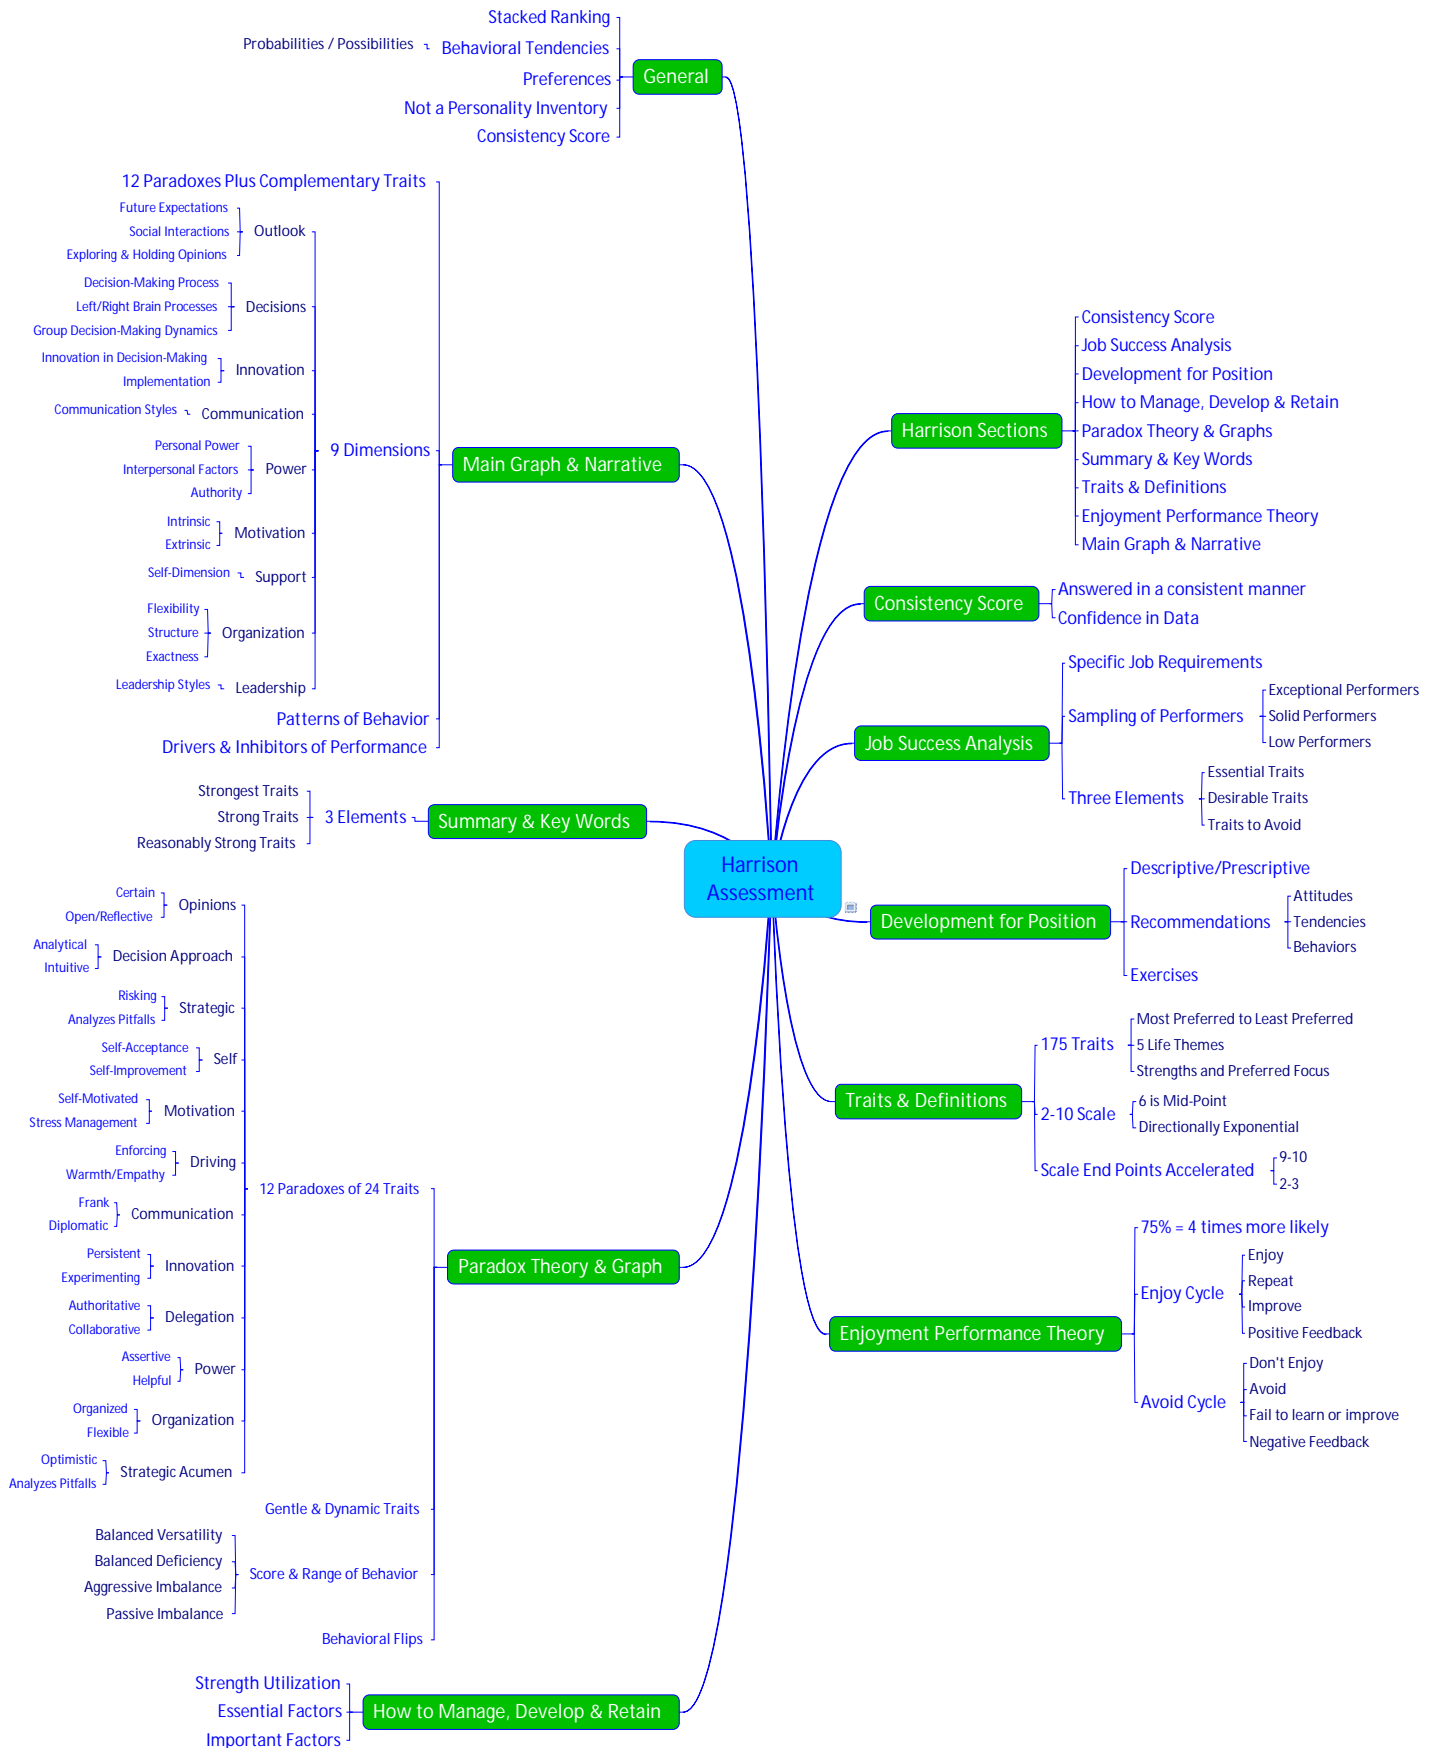 Harrison
Assessment
General
Stacked Ranking
Behavioral Tendencies
Probabilities / Possibilities
Preferences
Not a Personality Inventory
Consistency Score
Main Graph & Narrative
12 Paradoxes Plus Complementary Traits
9 Dimensions
Outlook
Future Expectations
Social Interactions
Exploring & Holding Opinions
Decisions
Decision-Making Process
Left/Right Brain Processes
Group Decision-Making Dynamics
Innovation
Innovation in Decision-Making
Implementation
Communication
Communication Styles
Power
Personal Power
Interpersonal Factors
Authority
Motivation
Intrinsic
Extrinsic
Support
Self-Dimension
Organization
Flexibility
Structure
Exactness
Leadership
Leadership Styles
Patterns of Behavior
Drivers & Inhibitors of Performance
Summary & Key Words
3 Elements
Strongest Traits
Strong Traits
Reasonably Strong Traits
Paradox Theory & Graph
12 Paradoxes of 24 Traits
Opinions
Certain
Open/Reflective
Decision Approach
Analytical
Intuitive
Strategic
Risking
Analyzes Pitfalls
Self
Self-Acceptance
Self-Improvement
Motivation
Self-Motivated
Stress Management
Driving
Enforcing
Warmth/Empathy
Communication
Frank
Diplomatic
Innovation
Persistent
Experimenting
Delegation
Authoritative
Collaborative
Power
Assertive
Helpful
Organization
Organized
Flexible
Strategic Acumen
Optimistic
Analyzes Pitfalls
Gentle & Dynamic Traits
Score & Range of Behavior
Balanced Versatility
Balanced Deficiency
Aggressive Imbalance
Passive Imbalance
Behavioral Flips
How to Manage, Develop & Retain
Strength Utilization
Essential Factors
Important Factors
Harrison Sections
Consistency Score
Job Success Analysis
Development for Position
How to Manage, Develop & Retain
Paradox Theory & Graphs
Summary & Key Words
Traits & Definitions
Enjoyment Performance Theory
Main Graph & Narrative
Consistency Score
Answered in a consistent manner
Confidence in Data
Job Success Analysis
Specific Job Requirements
Sampling of Performers
Exceptional Performers
Solid Performers
Low Performers
Three Elements
Essential Traits
Desirable Traits
Traits to Avoid
Development for Position
Descriptive/Prescriptive
Recommendations
Attitudes
Tendencies
Behaviors
Exercises
Traits & Definitions
175 Traits
Most Preferred to Least Preferred
5 Life Themes
Strengths and Preferred Focus
2-10 Scale
6 is Mid-Point
Directionally Exponential
Scale End Points Accelerated
9-10
2-3
Enjoyment Performance Theory
75% = 4 times more likely
Enjoy Cycle
Enjoy
Repeat
Improve
Positive Feedback
Avoid Cycle
Don't Enjoy
Avoid
Fail to learn or improve
Negative Feedback